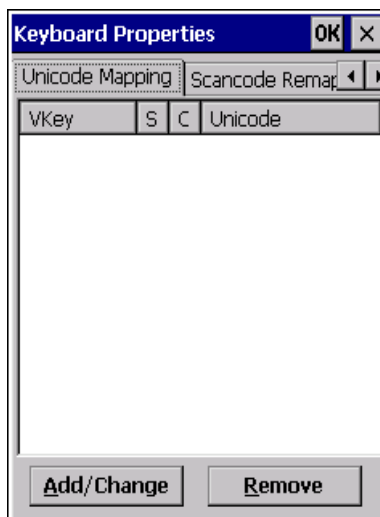 Keyboard Properties OK ×
Unicode Mapping Scancode Remap
VKey S C Unicode
Add/Change Remove